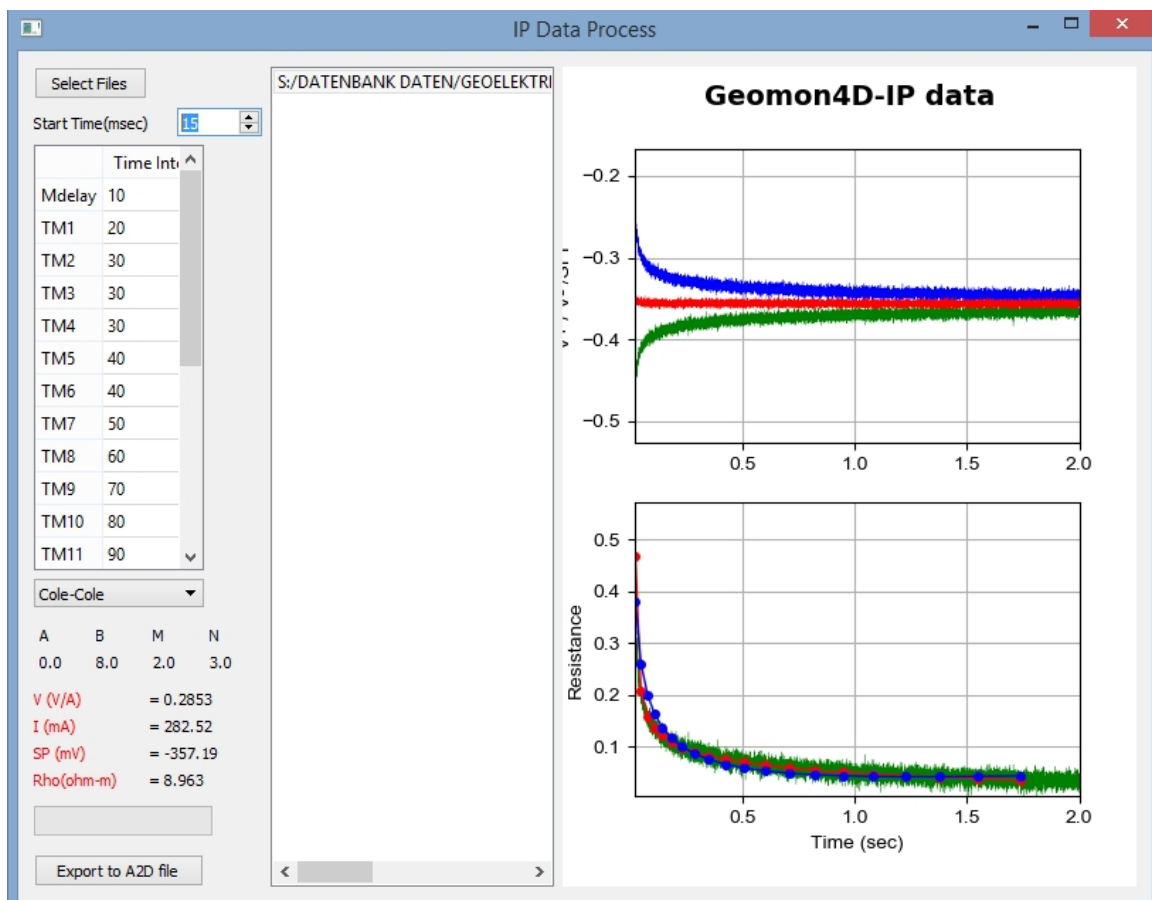 IP Data Process
Select Files
Start Time(msec) 15
Time Inte
Mdelay 10
TM1 20
TM2 30
TM3 30
TM4 30
TM5 40
TM6 40
TM7 50
TM8 60
TM9 70
TM10 80
TM11 90
Cole-Cole
A B M N
0.0 8.0 2.0 3.0
V (V/A) = 0.2853
I (mA) = 282.52
SP (mV) = -357.19
Rho(ohm-m) = 8.963
Export to A2D file
S:/DATENBANK DATEN/GEOELEKTRI
Geomon4D-IP data
−0.2
−0.3
−0.4
−0.5
0.5 1.0 1.5 2.0
0.5
0.4
0.3
0.2
0.1
Resistance
0.5 1.0 1.5 2.0
Time (sec)